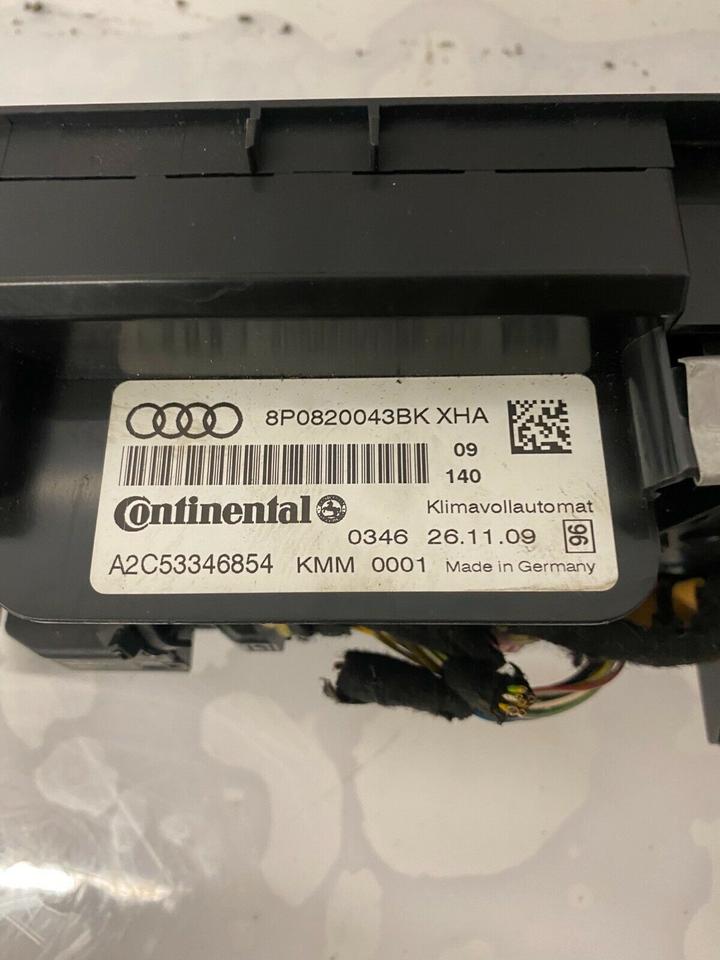 8P0820043BK XHA
09
140
Continental
Klimavollautomat
0346 26.11.09 96
A2C53346854 KMM 0001 Made in Germany